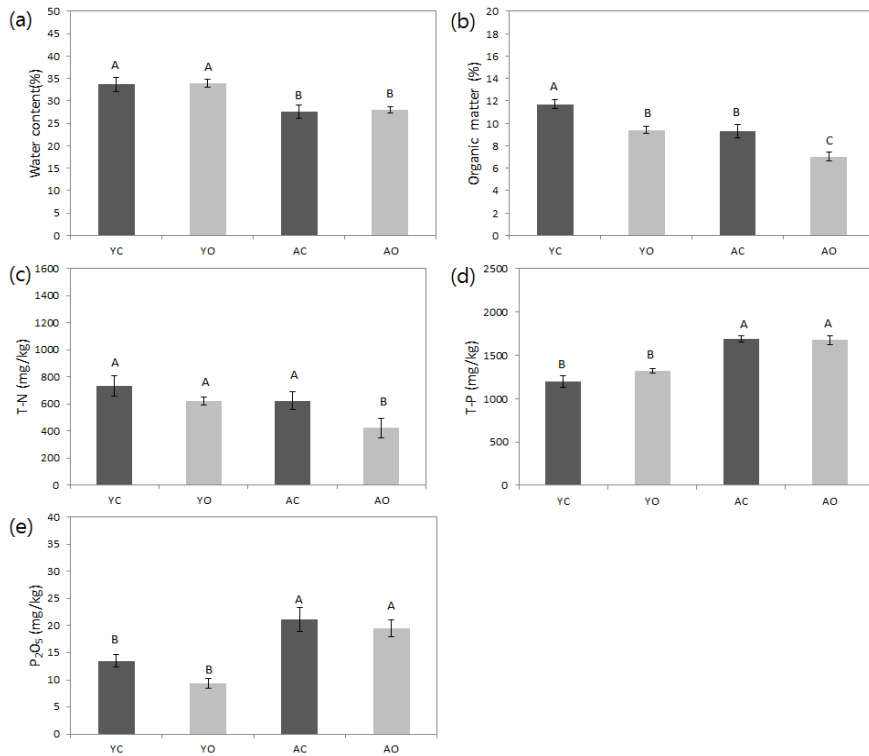 (a)
Water content(%)
50
45
40
35
30
25
20
15
10
5
0
A
A
B
B
YC
YO
AC
AO
(b)
Organic matter (%)
20
18
16
14
12
10
8
6
4
2
0
A
B
B
C
YC
YO
AC
AO
(c)
T-N (mg/kg)
1600
1400
1200
1000
800
600
400
200
0
A
A
A
B
YC
YO
AC
AO
(d)
T-P (mg/kg)
2500
2000
1500
1000
500
0
B
B
A
A
YC
YO
AC
AO
(e)
P₂O₅ (mg/kg)
40
35
30
25
20
15
10
5
0
B
B
A
A
YC
YO
AC
AO